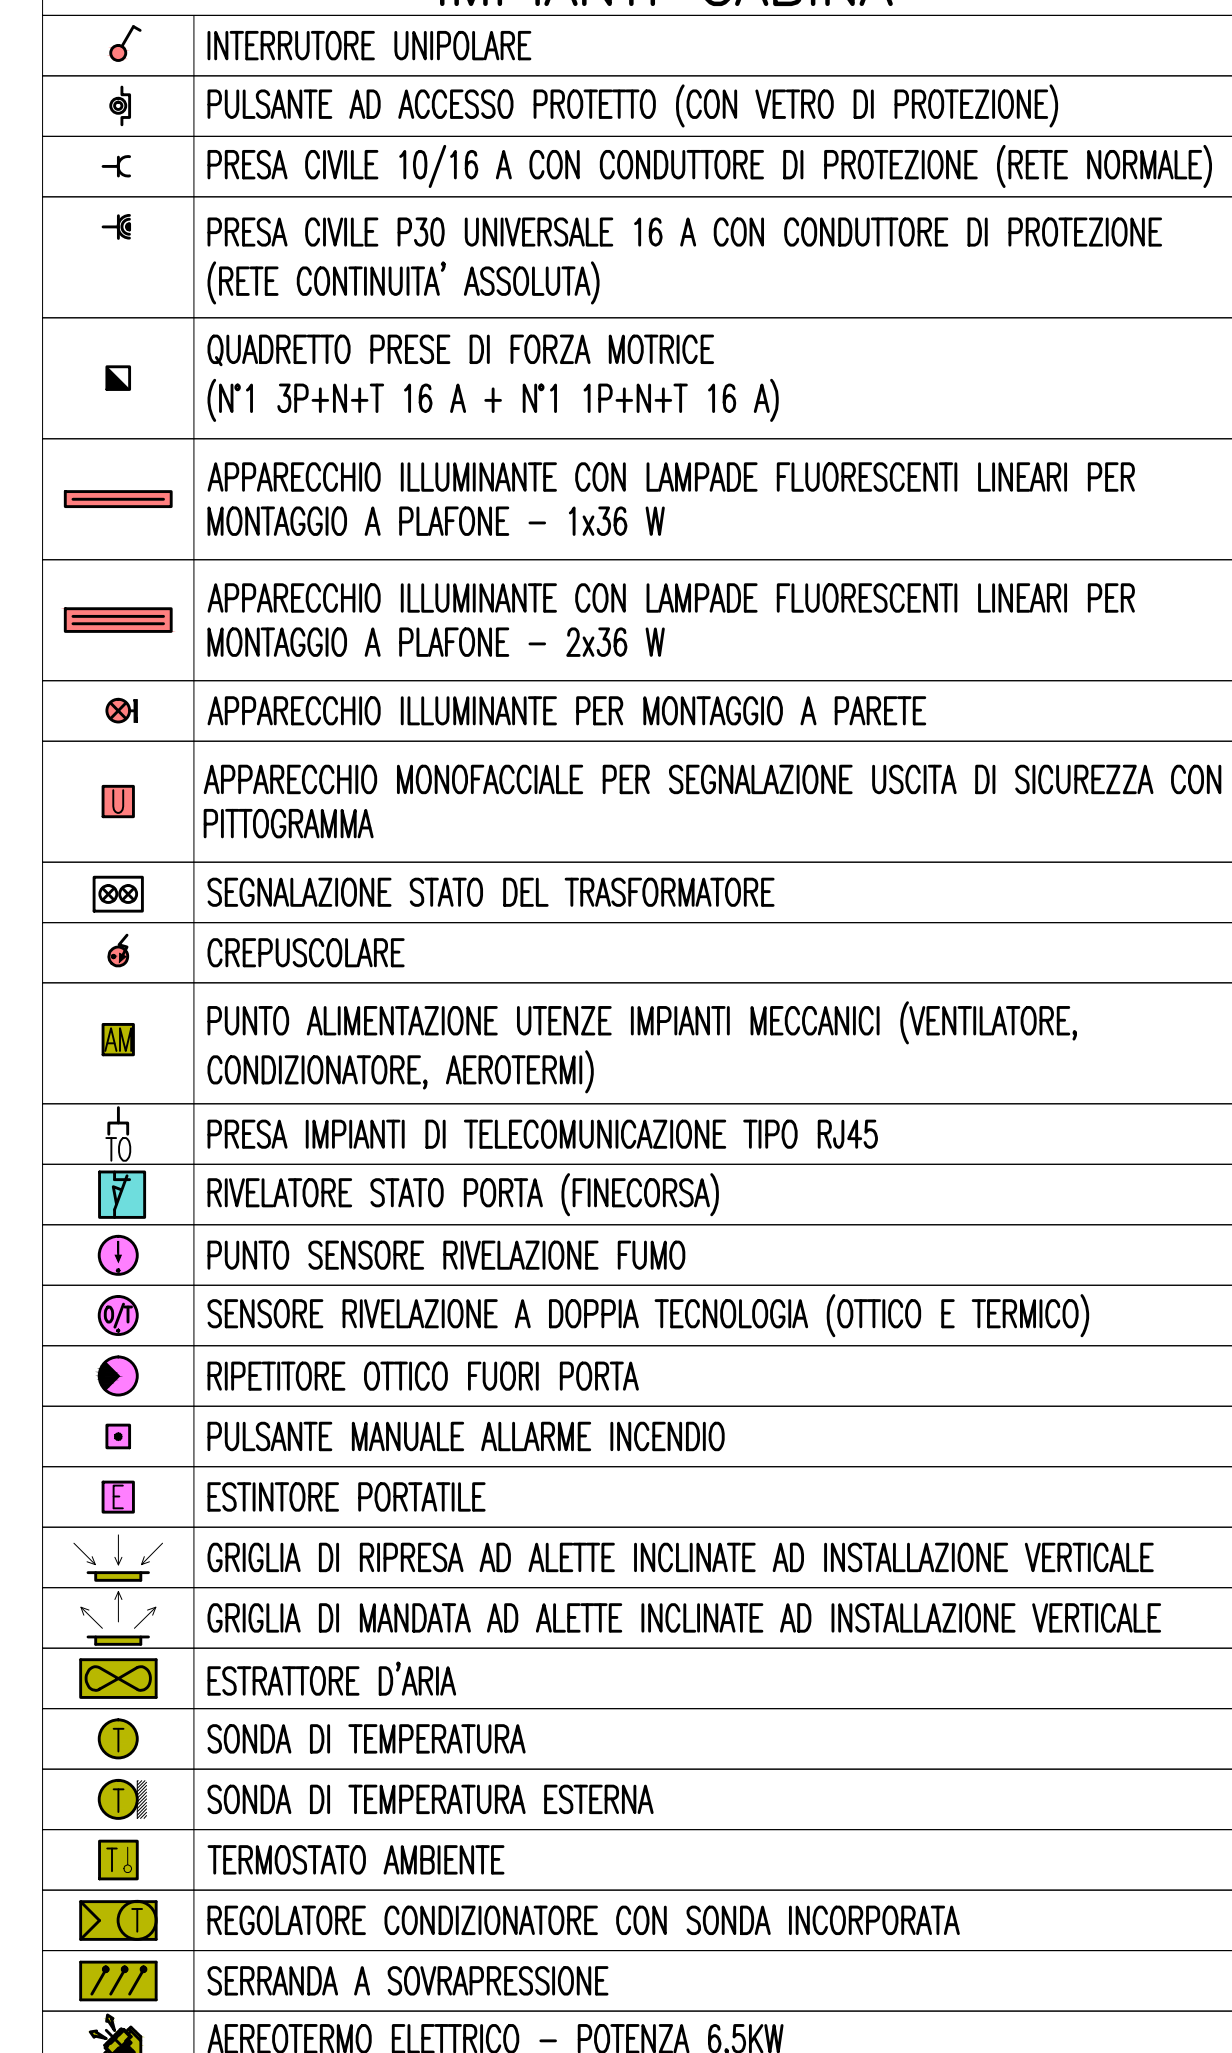 IMPIANTI CABINA
INTERRUTORE UNIPOLARE
PULSANTE AD ACCESSO PROTETTO (CON VETRO DI PROTEZIONE)
PRESA CIVILE 10/16 A CON CONDUTTORE DI PROTEZIONE (RETE NORMALE)
PRESA CIVILE P30 UNIVERSALE 16 A CON CONDUTTORE DI PROTEZIONE
(RETE CONTINUITA' ASSOLUTA)
QUADRETTO PRESE DI FORZA MOTRICE
(N°1 3P+N+T 16 A + N°1 1P+N+T 16 A)
APPARECCHIO ILLUMINANTE CON LAMPADE FLUORESCENTI LINEARI PER
MONTAGGIO A PLAFONE – 1x36 W
APPARECCHIO ILLUMINANTE CON LAMPADE FLUORESCENTI LINEARI PER
MONTAGGIO A PLAFONE – 2x36 W
APPARECCHIO ILLUMINANTE PER MONTAGGIO A PARETE
U APPARECCHIO MONOFACCIALE PER SEGNALAZIONE USCITA DI SICUREZZA CON
PITTOGRAMMA
SEGNALAZIONE STATO DEL TRASFORMATORE
CREPUSCOLARE
AM PUNTO ALIMENTAZIONE UTENZE IMPIANTI MECCANICI (VENTILATORE,
CONDIZIONATORE, AEROTERMI)
TO PRESA IMPIANTI DI TELECOMUNICAZIONE TIPO RJ45
RIVELATORE STATO PORTA (FINECORSA)
PUNTO SENSORE RIVELAZIONE FUMO
O/T SENSORE RIVELAZIONE A DOPPIA TECNOLOGIA (OTTICO E TERMICO)
RIPETITORE OTTICO FUORI PORTA
PULSANTE MANUALE ALLARME INCENDIO
E ESTINTORE PORTATILE
GRIGLIA DI RIPRESA AD ALETTE INCLINATE AD INSTALLAZIONE VERTICALE
GRIGLIA DI MANDATA AD ALETTE INCLINATE AD INSTALLAZIONE VERTICALE
ESTRATTORE D'ARIA
T SONDA DI TEMPERATURA
T SONDA DI TEMPERATURA ESTERNA
T TERMOSTATO AMBIENTE
T REGOLATORE CONDIZIONATORE CON SONDA INCORPORATA
SERRANDA A SOVRAPRESSIONE
AEREOTERMO ELETTRICO – POTENZA 6,5KW